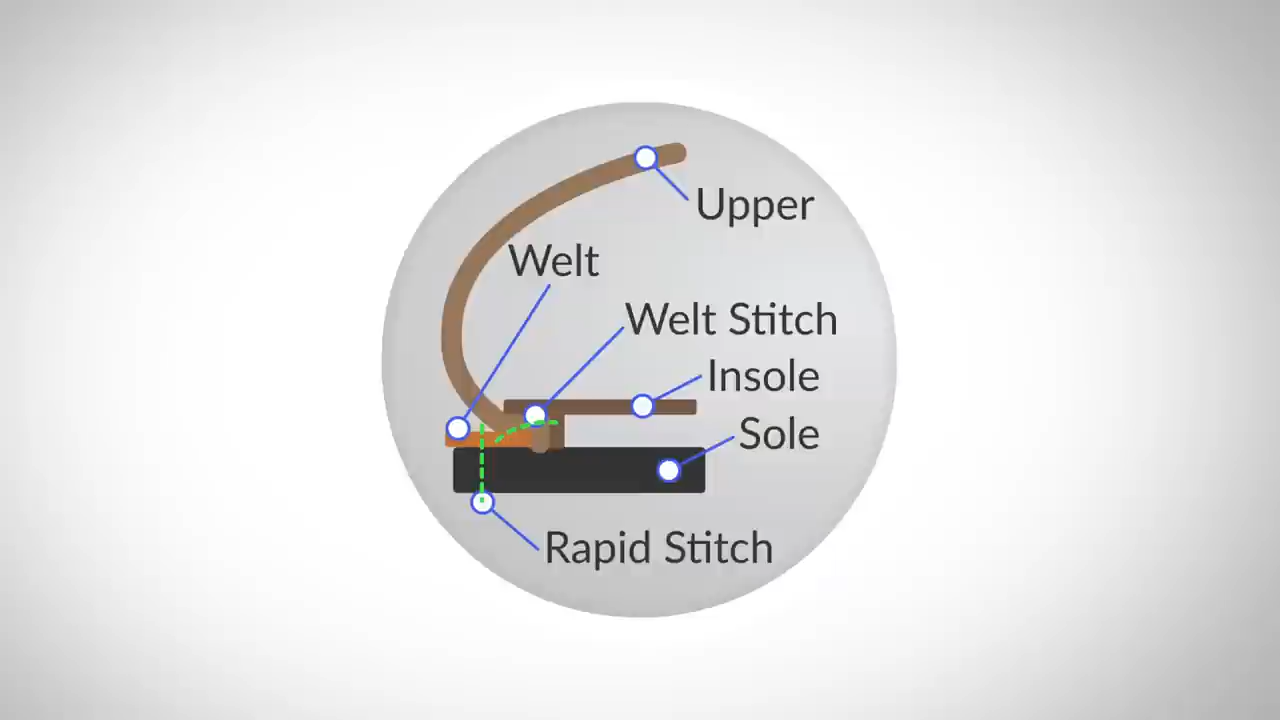 Upper
Welt
Welt Stitch
Insole
Sole
Rapid Stitch